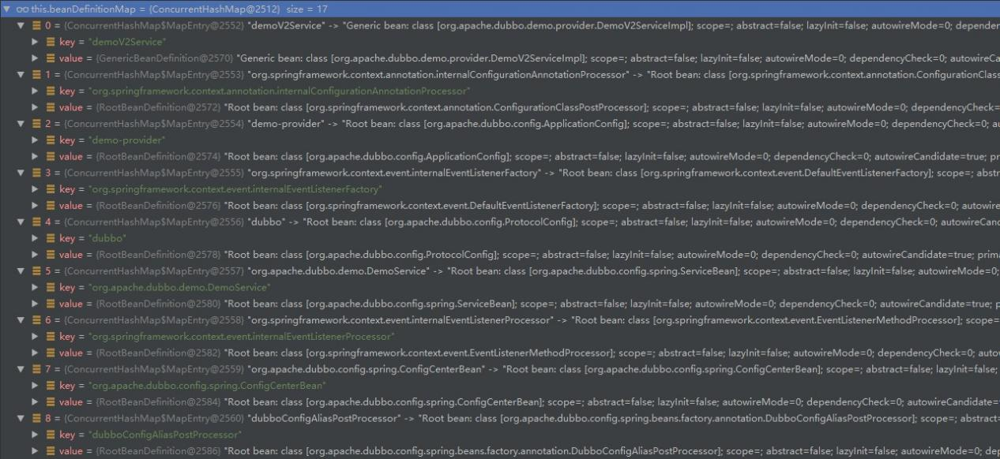 this.beanDefinitionMap = {ConcurrentHashMap@2512} size = 17
0 = {ConcurrentHashMap$MapEntry@2552} "demoV2Service" -> "Generic bean: class [org.apache.dubbo.demo.provider.DemoV2ServiceImpl]; scope=; abstract=false; lazyInit=false; autowireMode=0; depender
key = "demoV2Service"
value = {GenericBeanDefinition@2570} "Generic bean: class [org.apache.dubbo.demo.provider.DemoV2ServiceImpl]; scope=; abstract=false; lazyInit=false; autowireMode=0; dependencyCheck=0; autowireCa
1 = {ConcurrentHashMap$MapEntry@2553} "org.springframework.context.annotation.internalConfigurationAnnotationProcessor" -> "Root bean: class [org.springframework.context.annotation.ConfigurationClass
key = "org.springframework.context.annotation.internalConfigurationAnnotationProcessor"
value = {RootBeanDefinition@2572} "Root bean: class [org.springframework.context.annotation.ConfigurationClassPostProcessor]; scope=; abstract=false; lazyInit=false; autowireMode=0; dependencyCheck=
2 = {ConcurrentHashMap$MapEntry@2554} "demo-provider" -> "Root bean: class [org.apache.dubbo.config.ApplicationConfig]; scope=; abstract=false; lazyInit=false; autowireMode=0; dependencyCheck=0; au
key = "demo-provider"
value = {RootBeanDefinition@2574} "Root bean: class [org.apache.dubbo.config.ApplicationConfig]; scope=; abstract=false; lazyInit=false; autowireMode=0; dependencyCheck=0; autowireCandidate=true; pr
3 = {ConcurrentHashMap$MapEntry@2555} "org.springframework.context.event.internalEventListenerFactory" -> "Root bean: class [org.springframework.context.event.DefaultEventListenerFactory]; scope=; abst
key = "org.springframework.context.event.internalEventListenerFactory"
value = {RootBeanDefinition@2576} "Root bean: class [org.springframework.context.event.DefaultEventListenerFactory]; scope=; abstract=false; lazyInit=false; autowireMode=0; dependencyCheck=0; autowire
4 = {ConcurrentHashMap$MapEntry@2556} "dubbo" -> "Root bean: class [org.apache.dubbo.config.ProtocolConfig]; scope=; abstract=false; lazyInit=false; autowireMode=0; dependencyCheck=0; autowireCand
key = "dubbo"
value = {RootBeanDefinition@2578} "Root bean: class [org.apache.dubbo.config.ProtocolConfig]; scope=; abstract=false; lazyInit=false; autowireMode=0; dependencyCheck=0; autowireCandidate=true; prima
5 = {ConcurrentHashMap$MapEntry@2557} "org.apache.dubbo.demo.DemoService" -> "Root bean: class [org.apache.dubbo.config.spring.ServiceBean]; scope=; abstract=false; lazyInit=false; autowireMode=0;
key = "org.apache.dubbo.demo.DemoService"
value = {RootBeanDefinition@2580} "Root bean: class [org.apache.dubbo.config.spring.ServiceBean]; scope=; abstract=false; lazyInit=false; autowireMode=0; dependencyCheck=0; autowireCandidate=true; p
6 = {ConcurrentHashMap$MapEntry@2558} "org.springframework.context.event.internalEventListenerProcessor" -> "Root bean: class [org.springframework.context.event.EventListenerMethodProcessor]; scope=
key = "org.springframework.context.event.internalEventListenerProcessor"
value = {RootBeanDefinition@2582} "Root bean: class [org.springframework.context.event.EventListenerMethodProcessor]; scope=; abstract=false; lazyInit=false; autowireMode=0; dependencyCheck=0; auto
7 = {ConcurrentHashMap$MapEntry@2559} "org.apache.dubbo.config.spring.ConfigCenterBean" -> "Root bean: class [org.apache.dubbo.config.spring.ConfigCenterBean]; scope=; abstract=false; lazyInit=false;
key = "org.apache.dubbo.config.spring.ConfigCenterBean"
value = {RootBeanDefinition@2584} "Root bean: class [org.apache.dubbo.config.spring.ConfigCenterBean]; scope=; abstract=false; lazyInit=false; autowireMode=0; dependencyCheck=0; autowireCandidate=
8 = {ConcurrentHashMap$MapEntry@2560} "dubboConfigAliasPostProcessor" -> "Root bean: class [org.apache.dubbo.config.spring.beans.factory.annotation.DubboConfigAliasPostProcessor]; scope=; abstract=
key = "dubboConfigAliasPostProcessor"
value = {RootBeanDefinition@2586} "Root bean: class [org.apache.dubbo.config.spring.beans.factory.annotation.DubboConfigAliasPostProcessor]; scope=; abstract=false; lazyInit=false; autowireMode=0; dep